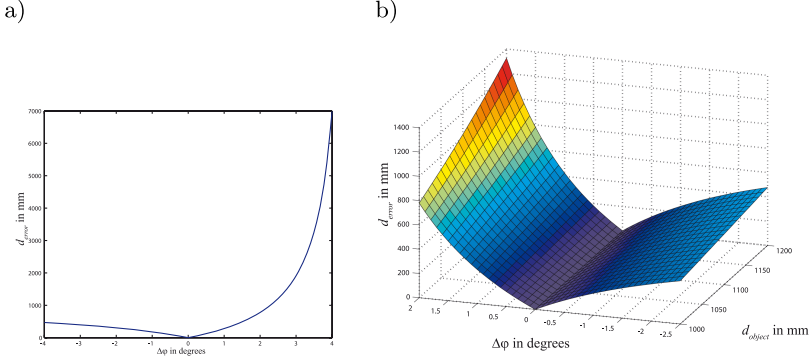 a)
b)
7000
6000
5000
4000
3000
2000
1000
0
-4 -3 -2 -1 0 1 2 3 4
d_error in mm
Δφ in degrees
1400
1200
1000
800
600
400
200
0
d_error in mm
2 1.5 1 0.5 0 -0.5 -1 -1.5 -2 -2.5
Δφ in degrees
1000 1050 1100 1150 1200
d_object in mm